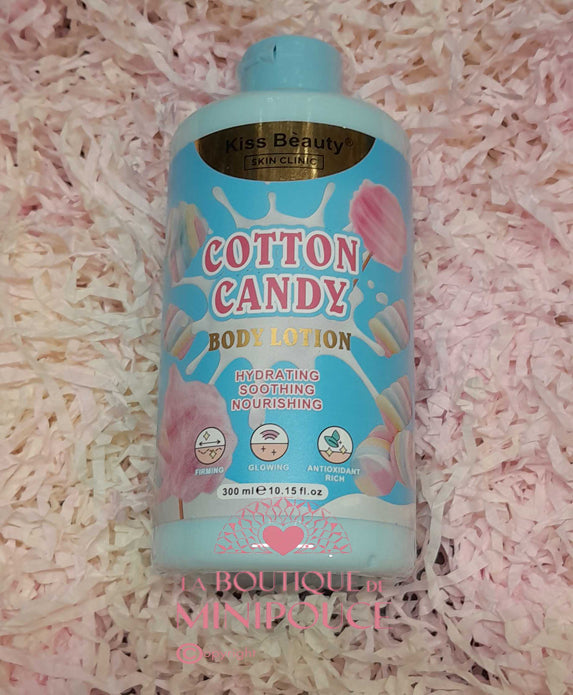 Kiss Bèauty®
SKIN CLINIC
COTTON
CANDY
BODY LOTION
HYDRATING
SOOTHING
NOURISHING
FIRMING
GLOWING
ANTIOXIDANT
RICH
300 ml ℮ 10.15 fl.oz
LA BOUTIQUE DE
MINIPOUCE